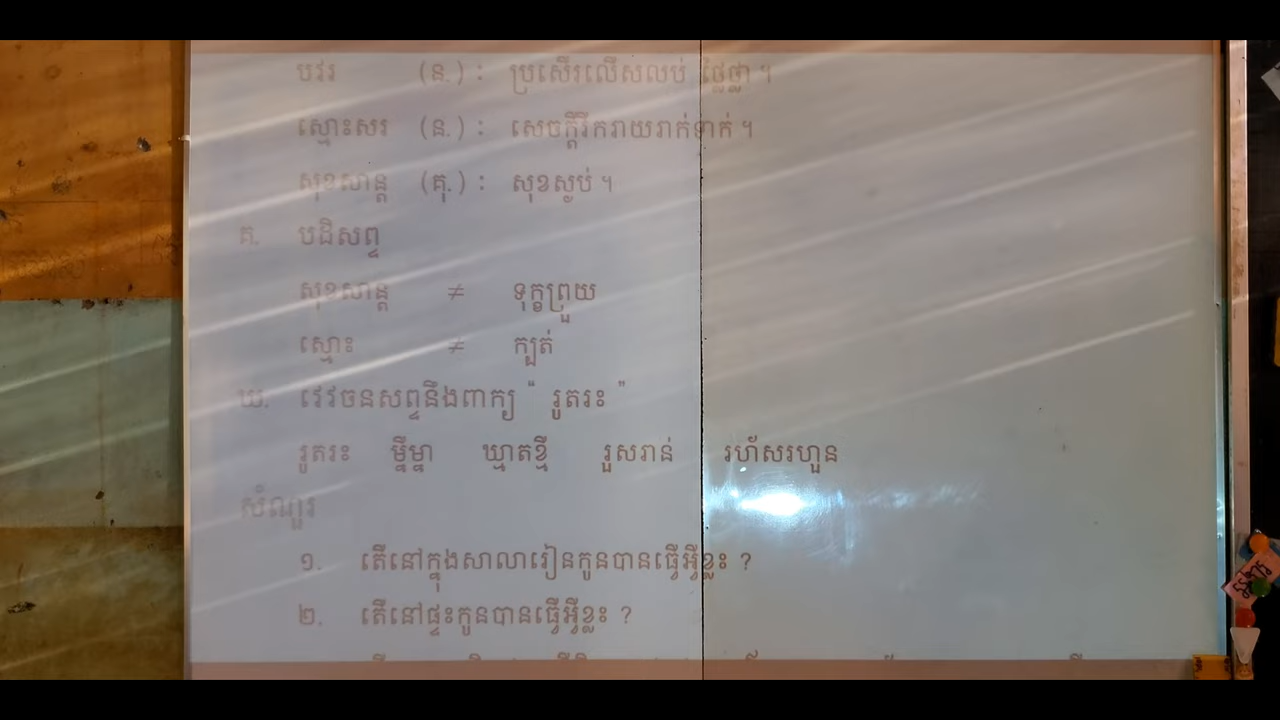 បវរ (ន.) : ប្រសើរលើសលប់ ថ្លៃថ្លា ។
ស្មោះសរ (ន.) : សេចក្តីរីករាយរាក់ទាក់ ។
សុខសាន្ត (គុ.) : សុខស្ងប់ ។
គ. បដិសព្ទ
សុខសាន្ត ≠ ទុក្ខព្រួយ
ស្មោះ ≠ ក្បត់
ឃ. វេវចនសព្ទនឹងពាក្យ “ រូតរះ ”
រូតរះ ម្នីម្នា ឃ្មាតខ្មី រួសរាន់ រហ័សរហួន
សំណួរ
១. តើនៅក្នុងសាលារៀនកូនបានធ្វើអ្វីខ្លះ ?
២. តើនៅផ្ទះកូនបានធ្វើអ្វីខ្លះ ?